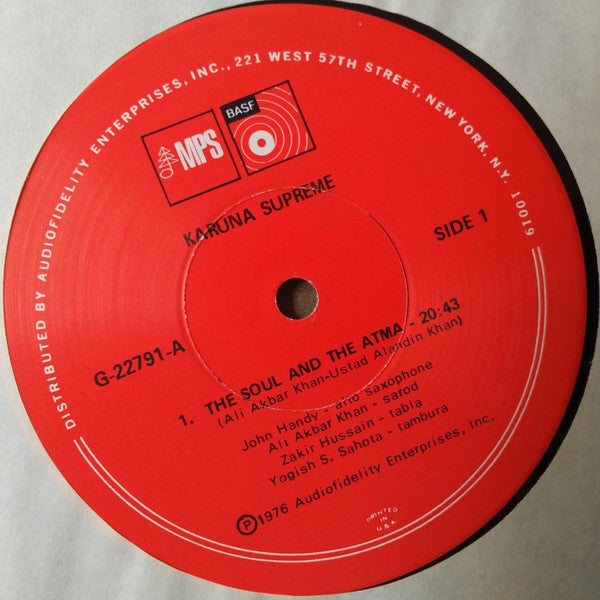 DISTRIBUTED BY AUDIOFIDELITY ENTERPRISES, INC., 221 WEST 57TH STREET, NEW YORK, N.Y. 10019
MPS
BASF
KARUNA SUPREME
SIDE 1
G-22791-A
1. THE SOUL AND THE ATMA - 20:43
(Ali Akbar Khan-Ustad Alandin Khan)
John Handy - alto saxophone
Ali Akbar Khan - sarod
Zakir Hussain - tabla
Yogish S. Sahota - tambura
℗1976 Audiofidelity Enterprises, Inc.
PRINTED
IN
U.S.A.